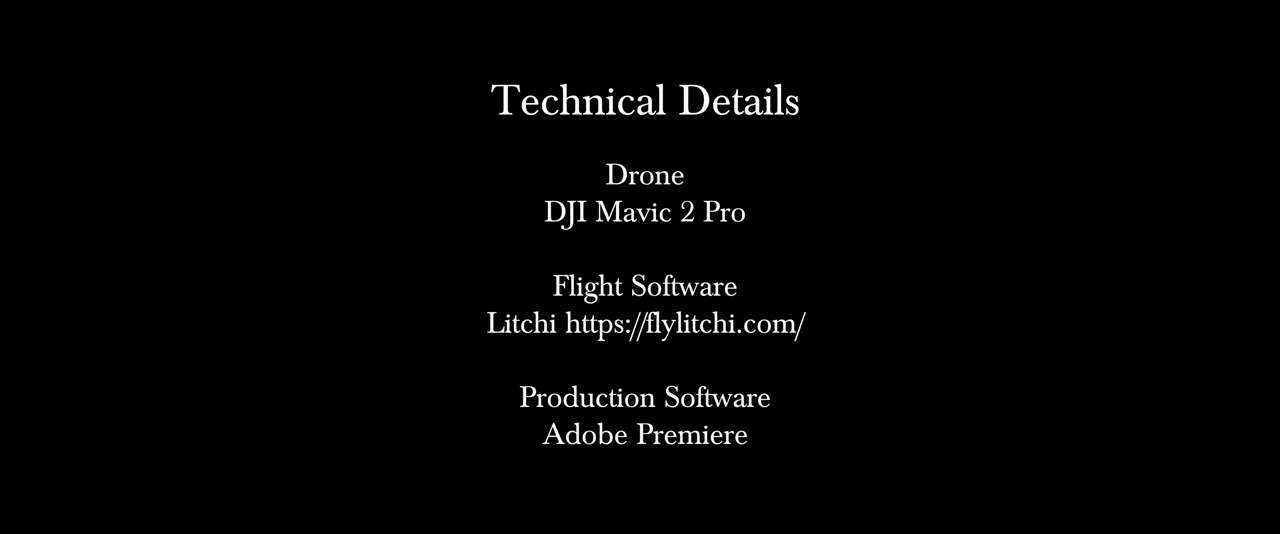 Technical Details
Drone
DJI Mavic 2 Pro
Flight Software
Litchi https://flylitchi.com/
Production Software
Adobe Premiere